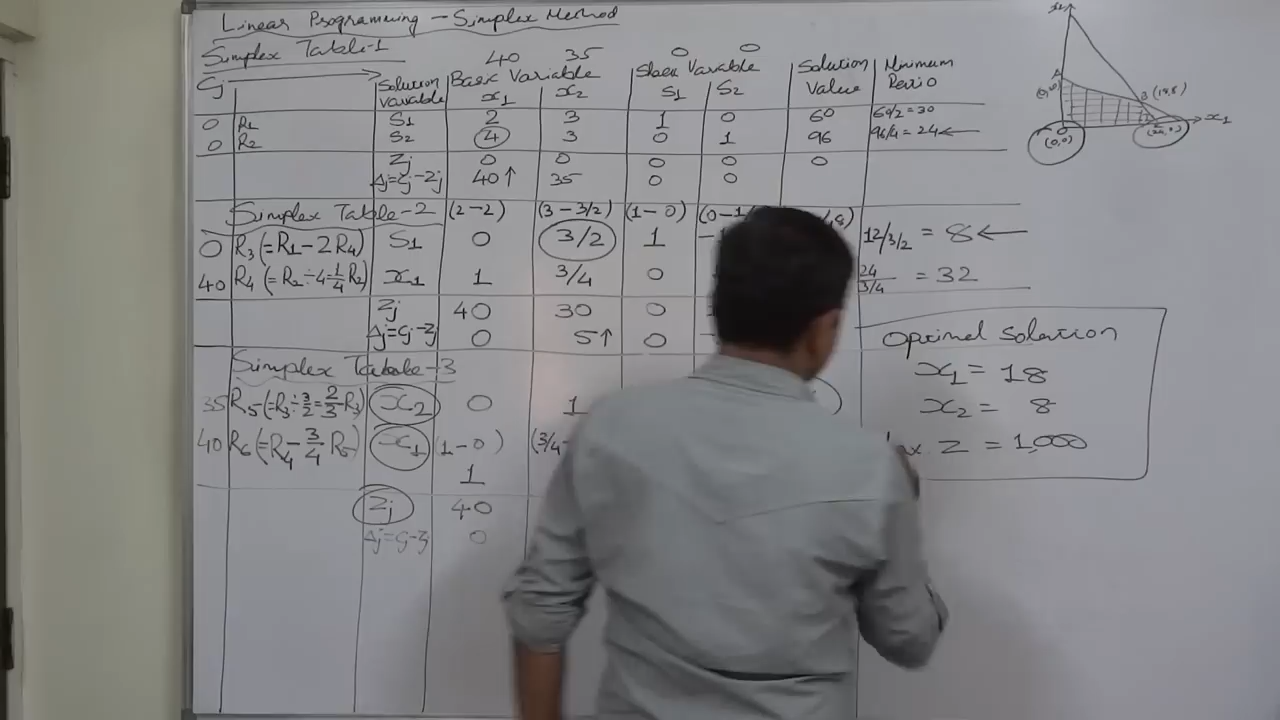 Linear Programming - Simplex Method
Simplex Table-1
40 35 0 0
Cj Solution Variable Basic Variable Slack Variable Solution Value Minimum Ratio
x1 x2 S1 S2
0 R1 S1 2 3 1 0 60 60/2 = 30
0 R2 S2 4 3 0 1 96 96/4 = 24 ←
Zj 0 0 0 0 0
Δj=Cj-Zj 40↑ 35 0 0
Simplex Table-2 (2-2) (3-3/2) (1-0)
0 R3 (=R1-2R4) S1 0 3/2 1 12/3/2 = 8 ←
40 R4 (=R2÷4=1/4 R2) x1 1 3/4 0 24/3/4 = 32
Zj 40 30 0
Δj=Cj-Zj 0 5↑ 0
Simplex Table-3
35 R5 (=R3÷3/2=2/3 R3) x2 0 1
40 R6 (=R4-3/4 R5) x1 (1-0) (3/4
1
Zj 40
Δj=Cj-Zj 0
Optimal Solution
x1 = 18
x2 = 8
Z = 1,000
A
B (18,8)
x1
(0,0)
(24,0)